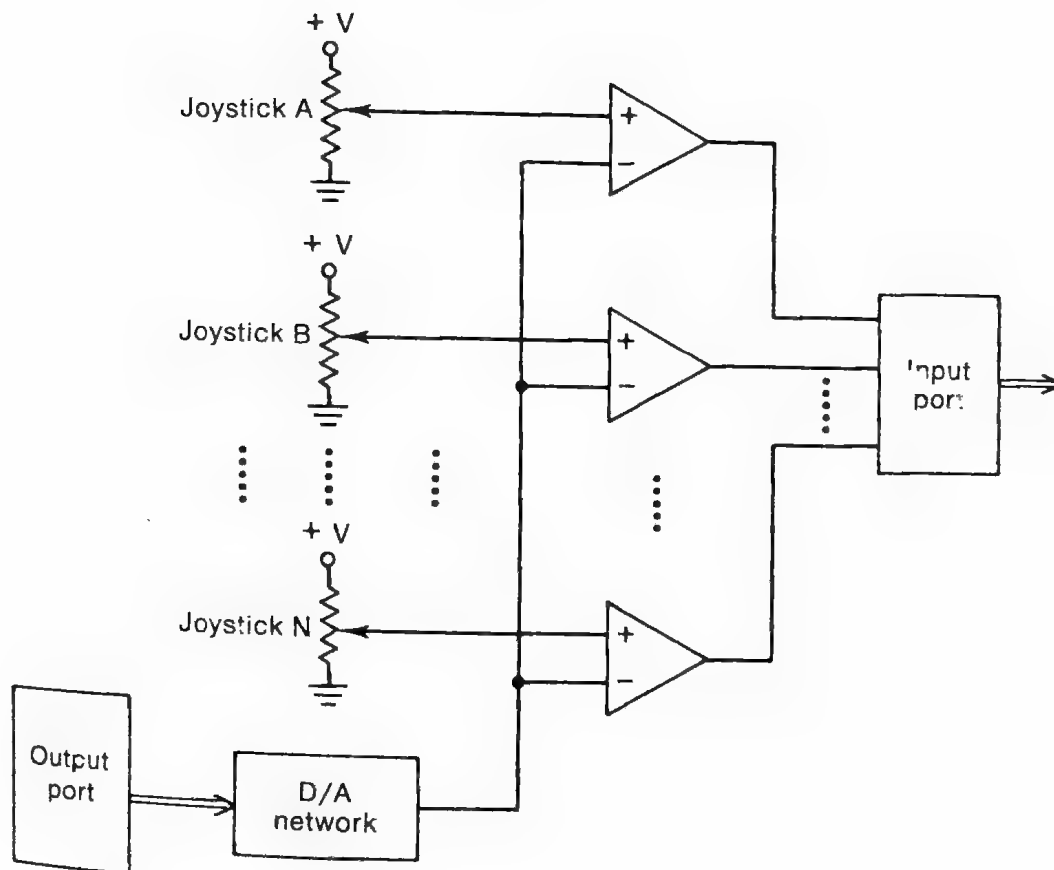 + V
Joystick A
+
−
+ V
Joystick B
+
−
Input
port
+ V
Joystick N
+
−
Output
port
D/A
network